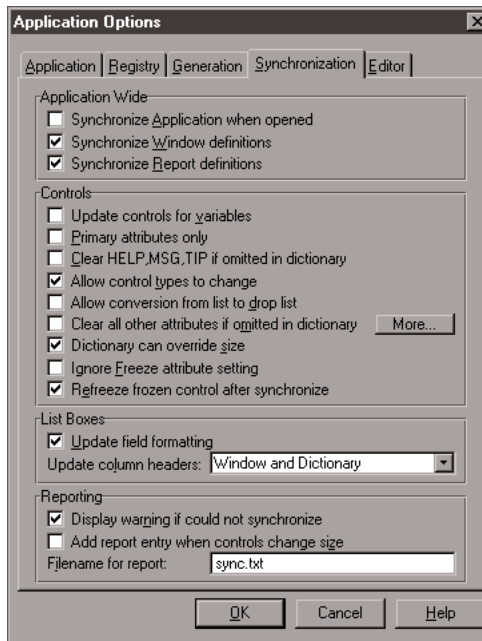 Application Options
Application Registry Generation Synchronization Editor
Application Wide
Synchronize Application when opened
Synchronize Window definitions
Synchronize Report definitions
Controls
Update controls for variables
Primary attributes only
Clear HELP,MSG,TIP if omitted in dictionary
Allow control types to change
Allow conversion from list to drop list
Clear all other attributes if omitted in dictionary More...
Dictionary can override size
Ignore Freeze attribute setting
Refreeze frozen control after synchronize
List Boxes
Update field formatting
Update column headers: Window and Dictionary
Reporting
Display warning if could not synchronize
Add report entry when controls change size
Filename for report: sync.txt
OK Cancel Help